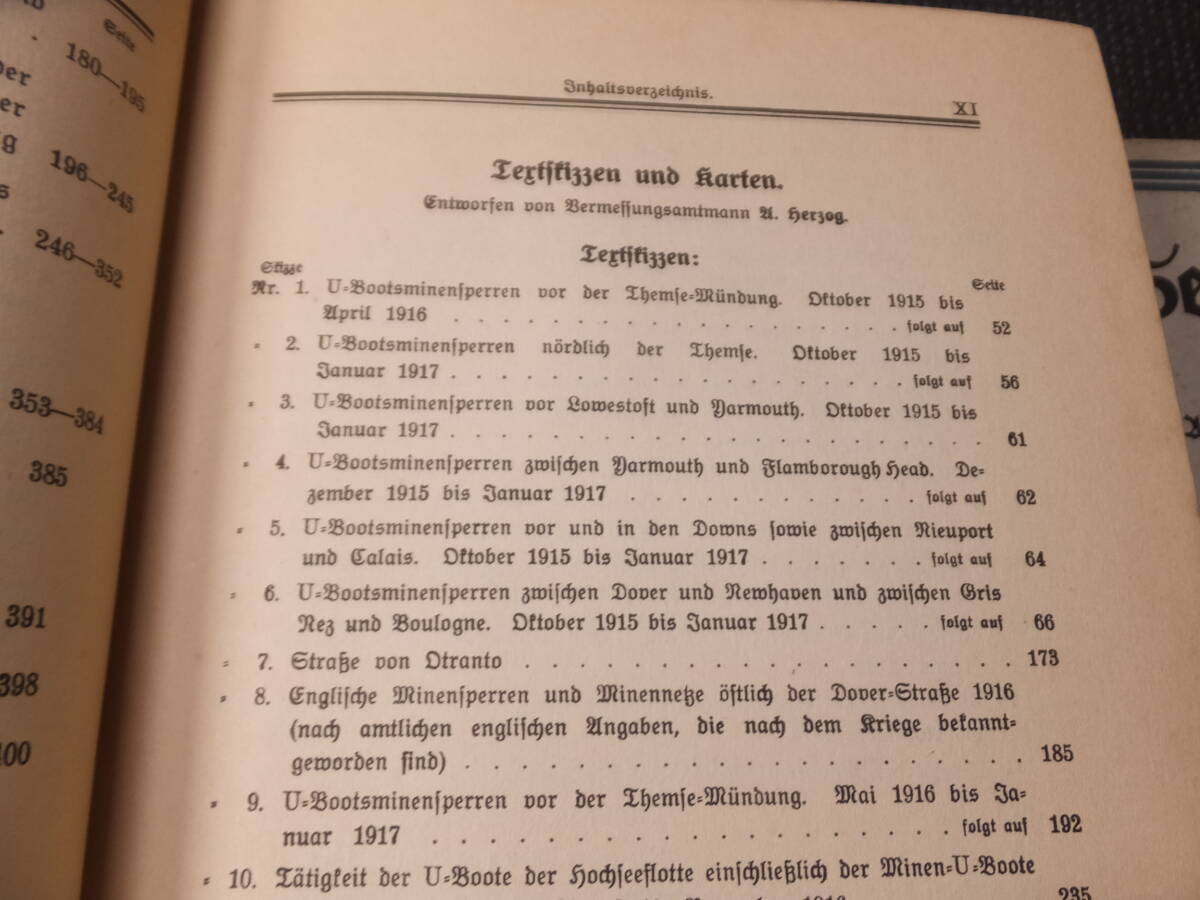 Seite
180—195
196—245
246—352
353—384
385
391
398
Inhaltsverzeichnis.
XI
Textskizzen und Karten.
Entworfen von Vermessungsamtmann A. Herzog.
Textskizzen:
Skizze
Seite
Nr. 1. U-Bootsminensperren vor der Themse-Mündung. Oktober 1915 bis
April 1916 . . . . . . . . . . . . . . . . . . folgt auf 52
„ 2. U-Bootsminensperren nördlich der Themse. Oktober 1915 bis
Januar 1917 . . . . . . . . . . . . . . . . . . folgt auf 56
„ 3. U-Bootsminensperren vor Lowestoft und Yarmouth. Oktober 1915 bis
Januar 1917 . . . . . . . . . . . . . . . . . . . . . 61
„ 4. U-Bootsminensperren zwischen Yarmouth und Flamborough Head. De-
zember 1915 bis Januar 1917 . . . . . . . . . . . . folgt auf 62
„ 5. U-Bootsminensperren vor und in den Downs sowie zwischen Nieuport
und Calais. Oktober 1915 bis Januar 1917 . . . . . . . folgt auf 64
„ 6. U-Bootsminensperren zwischen Dover und Newhaven und zwischen Gris
Nez und Boulogne. Oktober 1915 bis Januar 1917 . . . . . folgt auf 66
„ 7. Straße von Otranto . . . . . . . . . . . . . . . . . . . 173
„ 8. Englische Minensperren und Minennetze östlich der Dover-Straße 1916
(nach amtlichen englischen Angaben, die nach dem Kriege bekannt-
geworden sind) . . . . . . . . . . . . . . . . . . . . 185
„ 9. U-Bootsminensperren vor der Themse-Mündung. Mai 1916 bis Ja-
nuar 1917 . . . . . . . . . . . . . . . . . . folgt auf 192
„ 10. Tätigkeit der U-Boote der Hochseeflotte einschließlich der Minen-U-Boote
235